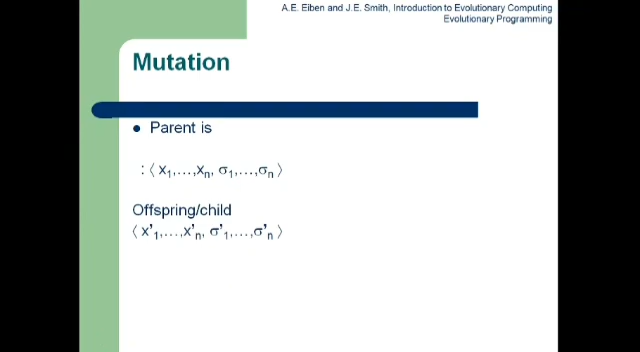 A.E. Eiben and J.E. Smith, Introduction to Evolutionary Computing
Evolutionary Programming
Mutation
● Parent is
: ⟨ x₁,…,xₙ, σ₁,…,σₙ ⟩
Offspring/child
⟨ x’₁,…,x’ₙ, σ’₁,…,σ’ₙ ⟩